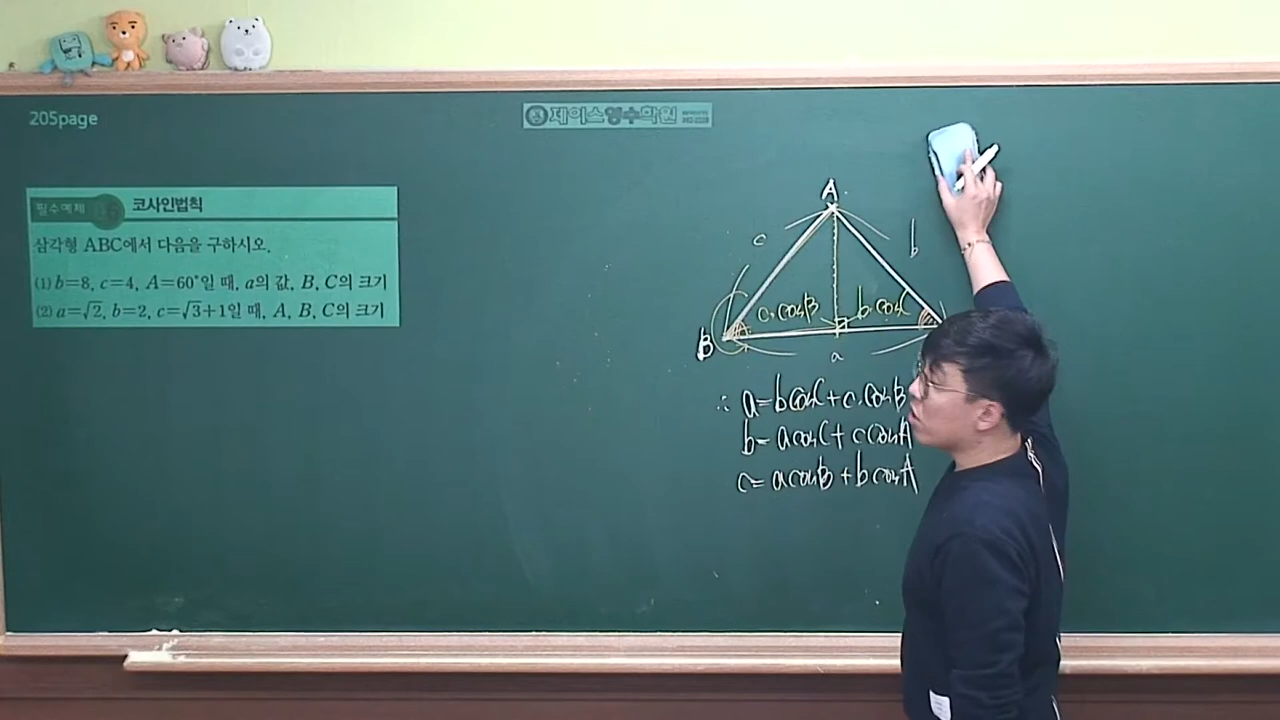 205page
제이스영수학원
필수예제
코사인법칙
삼각형 ABC에서 다음을 구하시오.
(1) b=8, c=4, A=60°일 때, a의 값, B, C의 크기
(2) a=√2, b=2, c=√3+1일 때, A, B, C의 크기
A
c
b
c·cosB
b·cosC
B
a
∴ a=bcosC+c·cosB
b=acosC+ccosA
c=acosB+bcosA